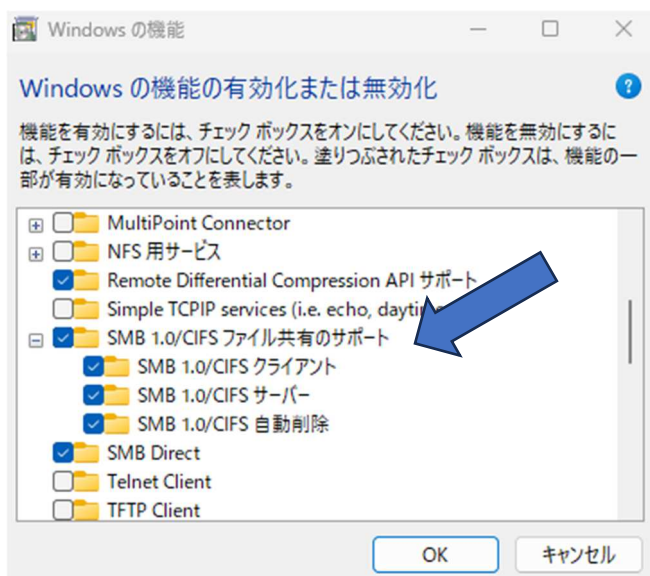 Windows の機能
Windows の機能の有効化または無効化
?
機能を有効にするには、チェック ボックスをオンにしてください。機能を無効にするに
は、チェック ボックスをオフにしてください。塗りつぶされたチェック ボックスは、機能の一
部が有効になっていることを表します。
MultiPoint Connector
NFS 用サービス
Remote Differential Compression API サポート
Simple TCPIP services (i.e. echo,
SMB 1.0/CIFS ファイル共有のサポート
SMB 1.0/CIFS クライアント
SMB 1.0/CIFS サーバー
SMB 1.0/CIFS 自動削除
SMB Direct
Telnet Client
TFTP Client
OK
キャンセル